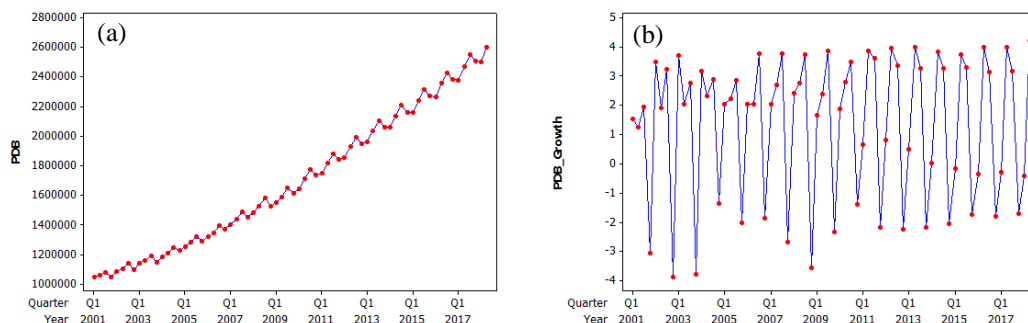 (a)
2800000
2600000
2400000
2200000
2000000
1800000
1600000
1400000
1200000
1000000
PDB
Quarter Q1 Q1 Q1 Q1 Q1 Q1 Q1 Q1 Q1
Year 2001 2003 2005 2007 2009 2011 2013 2015 2017
(b)
5
4
3
2
1
0
-1
-2
-3
-4
PDB_Growth
Quarter Q1 Q1 Q1 Q1 Q1 Q1 Q1 Q1 Q1
Year 2001 2003 2005 2007 2009 2011 2013 2015 2017